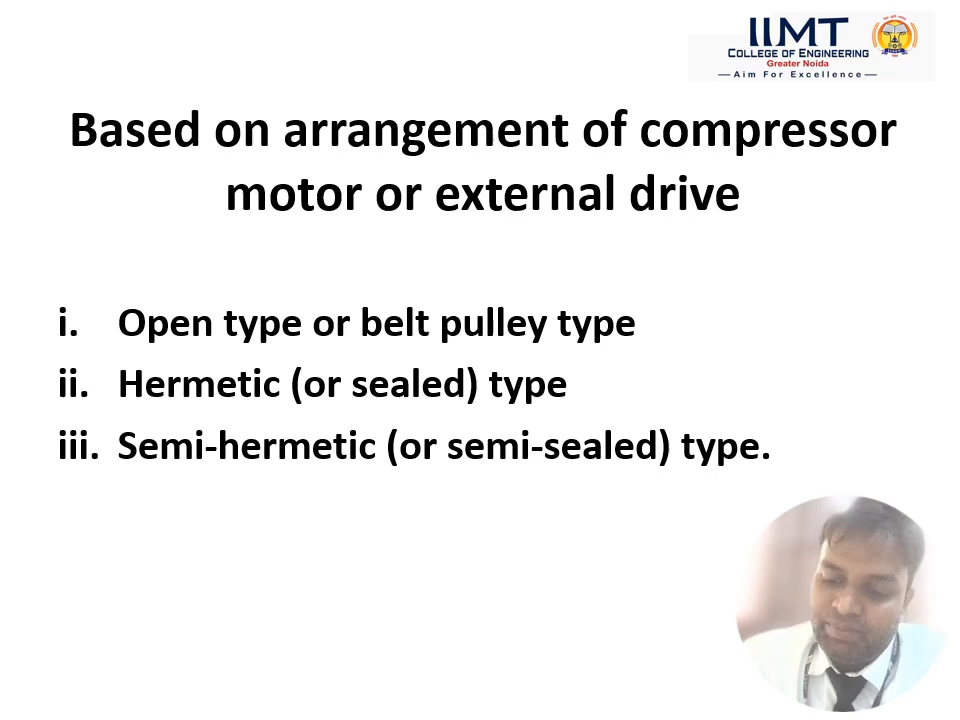 IIMT
COLLEGE OF ENGINEERING
Greater Noida
—Aim For Excellence—
Based on arrangement of compressor
motor or external drive
i. Open type or belt pulley type
ii. Hermetic (or sealed) type
iii. Semi-hermetic (or semi-sealed) type.